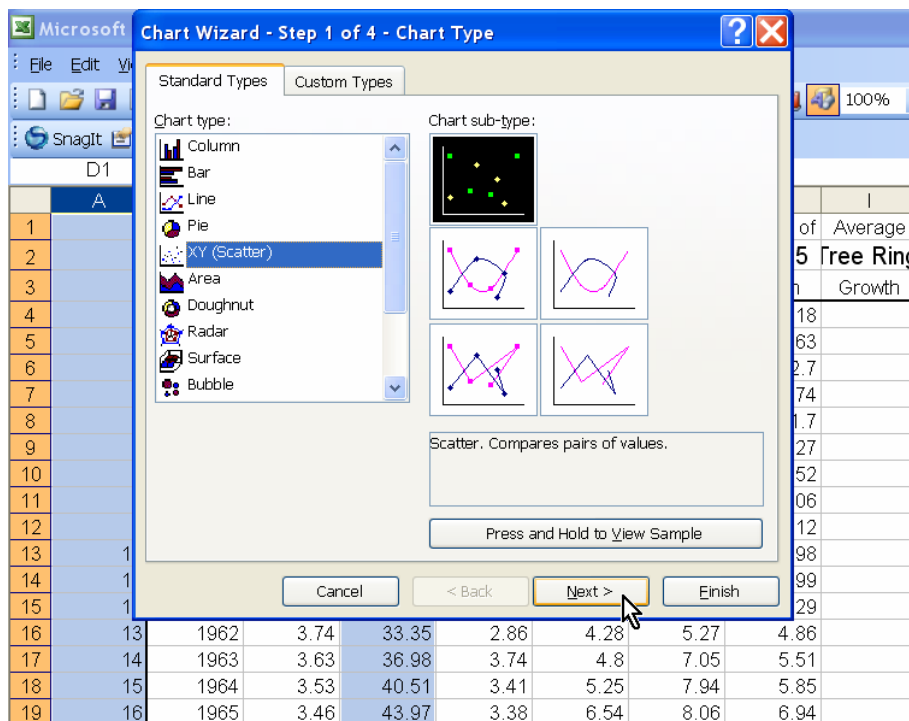 Microsoft
Chart Wizard - Step 1 of 4 - Chart Type
File Edit
Standard Types Custom Types
100%
SnagIt
Chart type: Chart sub-type:
D1
Column
Bar
Line
Pie
XY (Scatter)
Area
Doughnut
Radar
Surface
Bubble
Scatter. Compares pairs of values.
Press and Hold to View Sample
Cancel < Back Next > Finish
A I
1 of Average
2 5 Tree Ring
3 n Growth
4 18
5 63
6 2.7
7 74
8 1.7
9 27
10 52
11 06
12 12
13 1 98
14 1 99
15 1 29
16 13 1962 3.74 33.35 2.86 4.28 5.27 4.86
17 14 1963 3.63 36.98 3.74 4.8 7.05 5.51
18 15 1964 3.53 40.51 3.41 5.25 7.94 5.85
19 16 1965 3.46 43.97 3.38 6.54 8.06 6.94